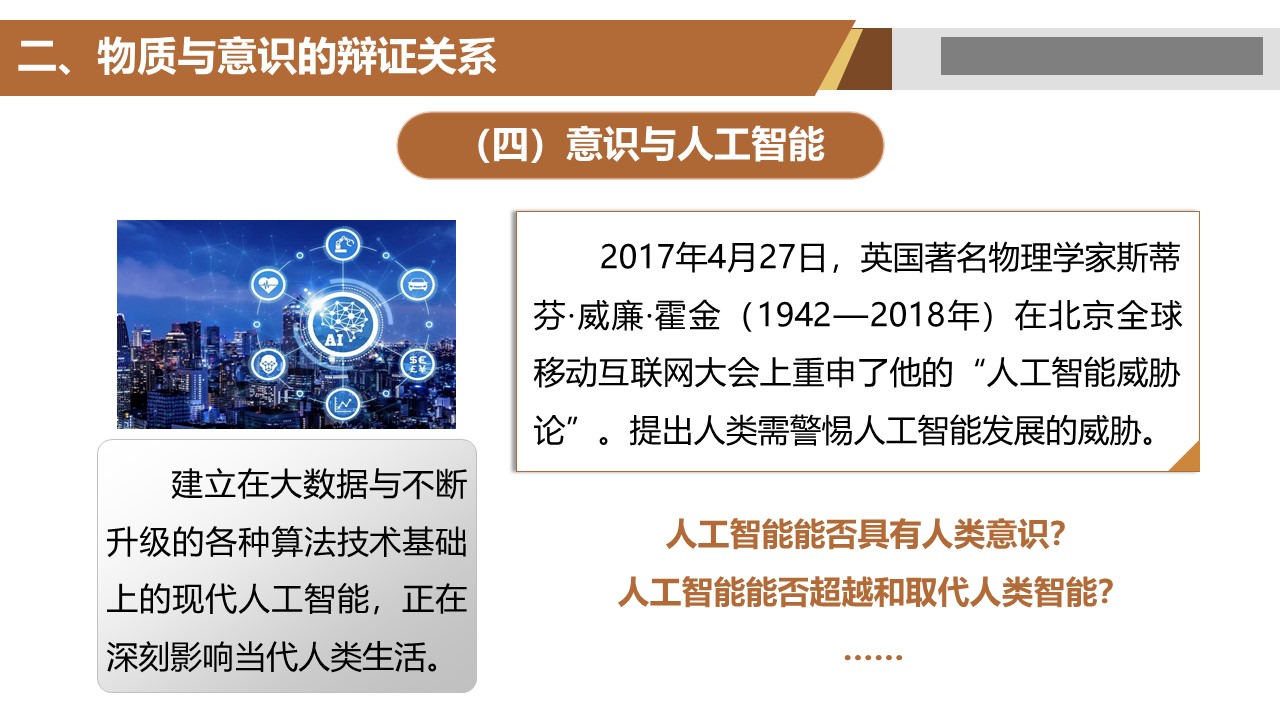 二、物质与意识的辩证关系
（四）意识与人工智能
AI
$€
£¥
建立在大数据与不断
升级的各种算法技术基础
上的现代人工智能，正在
深刻影响当代人类生活。
2017年4月27日，英国著名物理学家斯蒂
芬·威廉·霍金（1942—2018年）在北京全球
移动互联网大会上重申了他的“人工智能威胁
论”。提出人类需警惕人工智能发展的威胁。
人工智能能否具有人类意识？
人工智能能否超越和取代人类智能？
……